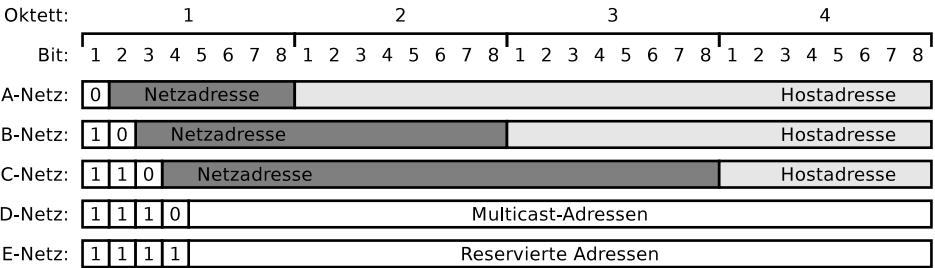 Oktett: 1 2 3 4
Bit: 1 2 3 4 5 6 7 8 1 2 3 4 5 6 7 8 1 2 3 4 5 6 7 8 1 2 3 4 5 6 7 8
A-Netz: 0 Netzadresse Hostadresse
B-Netz: 1 0 Netzadresse Hostadresse
C-Netz: 1 1 0 Netzadresse Hostadresse
D-Netz: 1 1 1 0 Multicast-Adressen
E-Netz: 1 1 1 1 Reservierte Adressen